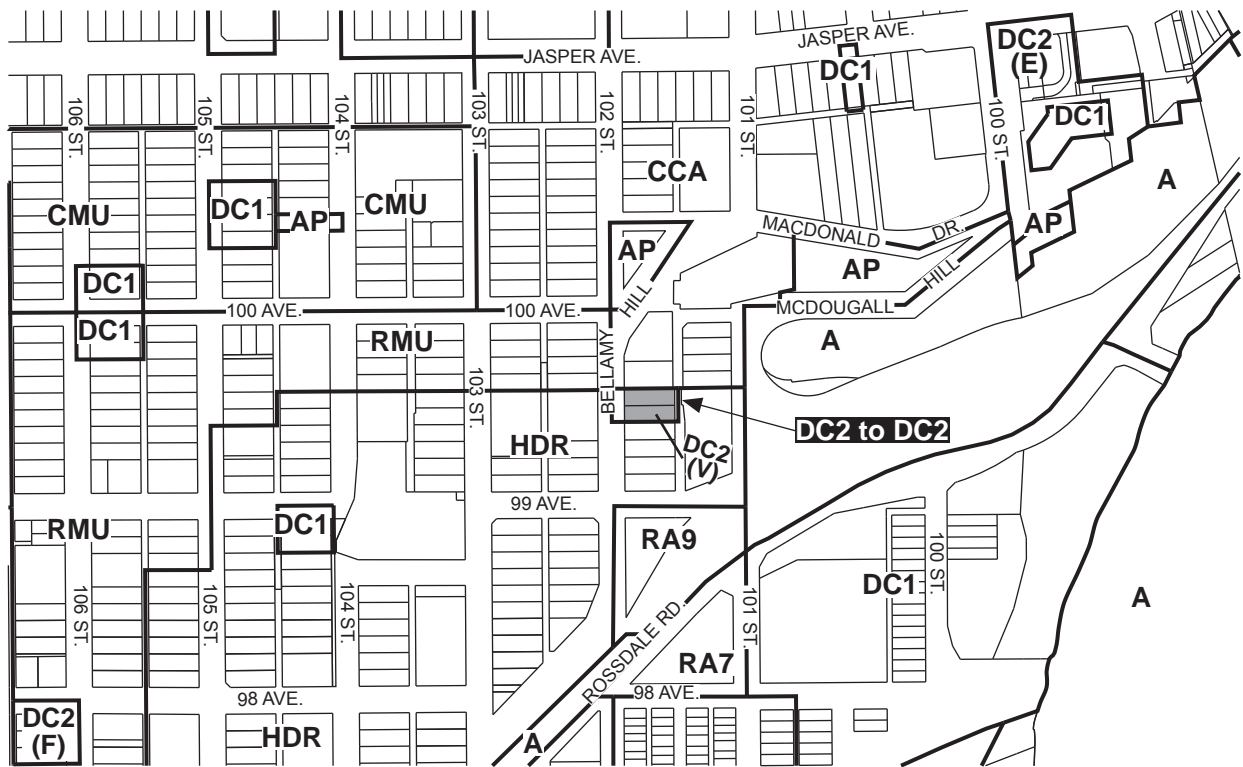 JASPER AVE.
JASPER AVE.
DC2
(E)
DC1
DC1
106 ST.
105 ST.
104 ST.
103 ST.
102 ST.
101 ST.
100 ST.
CMU
DC1
AP
CMU
CCA
A
AP
MACDONALD
DR.
AP
AP
HILL
HILL
DC1
100 AVE.
100 AVE.
MCDOUGALL
DC1
RMU
A
BELLAMY
103 ST.
DC2 to DC2
HDR
DC2
(V)
99 AVE.
RMU
DC1
RA9
DC1
100 ST.
106 ST.
105 ST.
104 ST.
101 ST.
A
ROSSDALE RD.
RA7
98 AVE.
98 AVE.
DC2
(F)
HDR
A